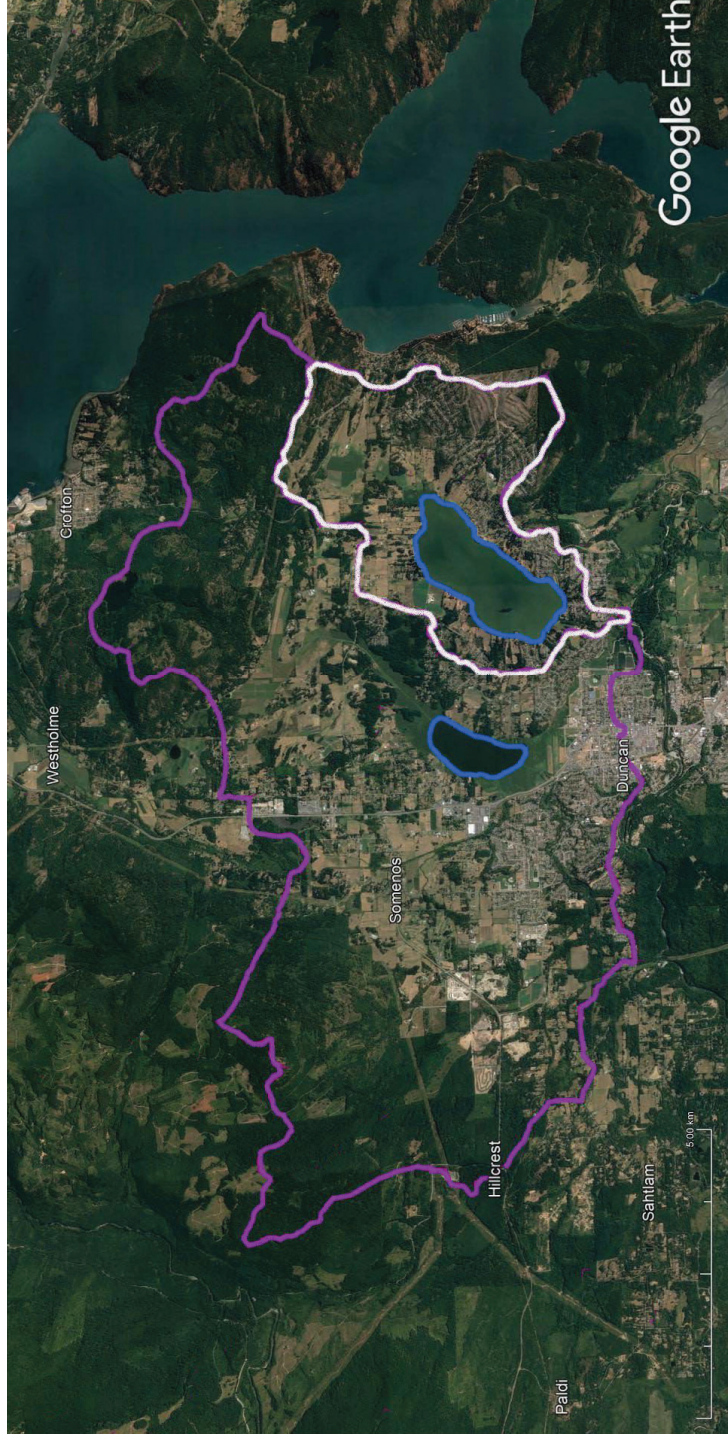 Crofton
Westholme
Somenos
Duncan
Hillcrest
Sahtlam
Paldi
5.00 km
Google Earth